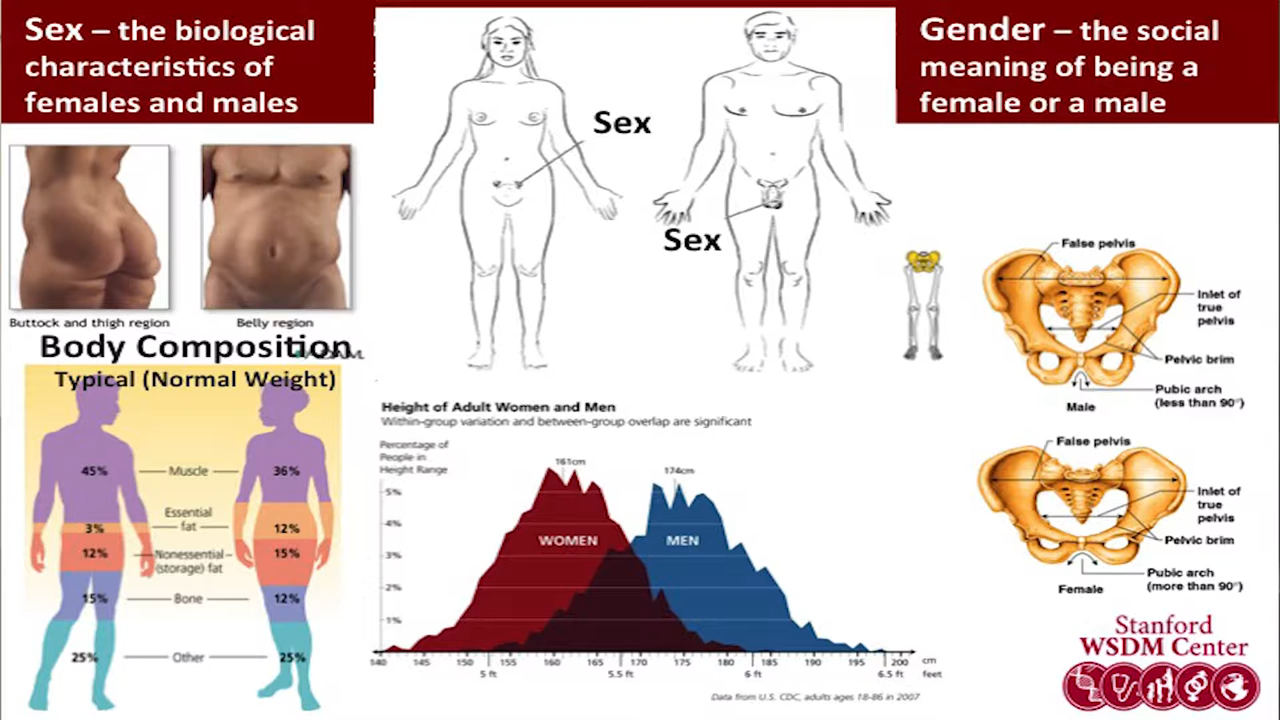 Sex – the biological
characteristics of
females and males
Gender – the social
meaning of being a
female or a male
Sex
Sex
Buttock and thigh region
Belly region
Body Composition
Typical (Normal Weight)
45%
Muscle
36%
Essential
fat
3%
12%
12%
Nonessential
(storage) fat
15%
15%
Bone
12%
25%
Other
25%
Height of Adult Women and Men
Within-group variation and between-group overlap are significant
Percentage of
People in
Height Range
161cm
174cm
5%
4%
3%
2%
1%
WOMEN
MEN
140 145 150 155 160 165 170 175 180 185 190 195 200 cm
5 ft 5.5 ft 6 ft 6.5 ft feet
Data from U.S. CDC, adults ages 18-86 in 2007
False pelvis
Inlet of
true
pelvis
Pelvic brim
Pubic arch
(less than 90°)
Male
False pelvis
Inlet of
true
pelvis
Pelvic brim
Pubic arch
(more than 90°)
Female
Stanford
WSDM Center